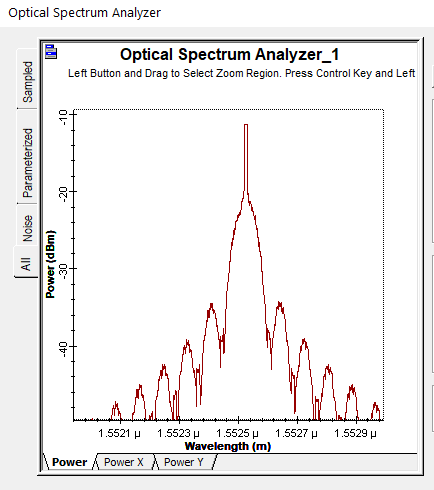 Optical Spectrum Analyzer
Optical Spectrum Analyzer_1
Left Button and Drag to Select Zoom Region. Press Control Key and Left
Sampled
Parameterized
Noise
All
Power (dBm)
-10
-20
-30
-40
1.5521 µ 1.5523 µ 1.5525 µ 1.5527 µ 1.5529 µ
Wavelength (m)
Power Power X Power Y